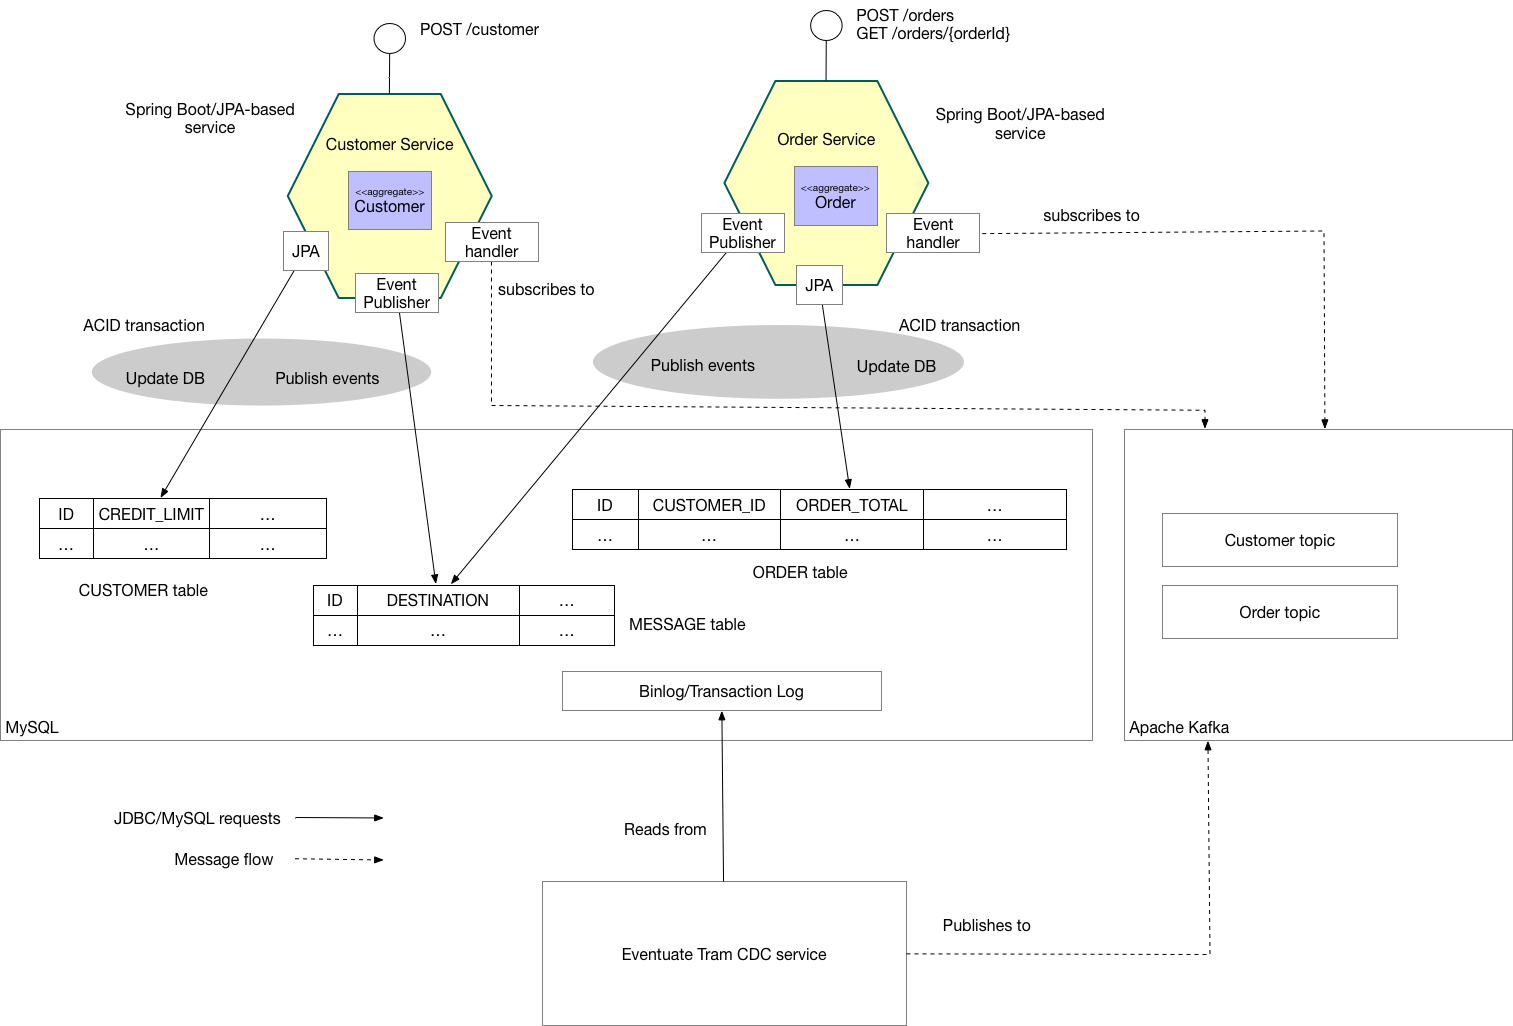 POST /customer
POST /orders
GET /orders/{orderId}
Spring Boot/JPA-based
service
Customer Service
<<aggregate>>
Customer
JPA
Event
Publisher
Event
handler
subscribes to
Spring Boot/JPA-based
service
Order Service
<<aggregate>>
Order
Event
Publisher
JPA
Event
handler
subscribes to
ACID transaction
Update DB
Publish events
ACID transaction
Publish events
Update DB
ID CREDIT_LIMIT ...
... ... ...
CUSTOMER table
ID CUSTOMER_ID ORDER_TOTAL ...
... ... ... ...
ORDER table
ID DESTINATION ...
... ... ...
MESSAGE table
Binlog/Transaction Log
MySQL
Customer topic
Order topic
Apache Kafka
JDBC/MySQL requests
Message flow
Reads from
Eventuate Tram CDC service
Publishes to